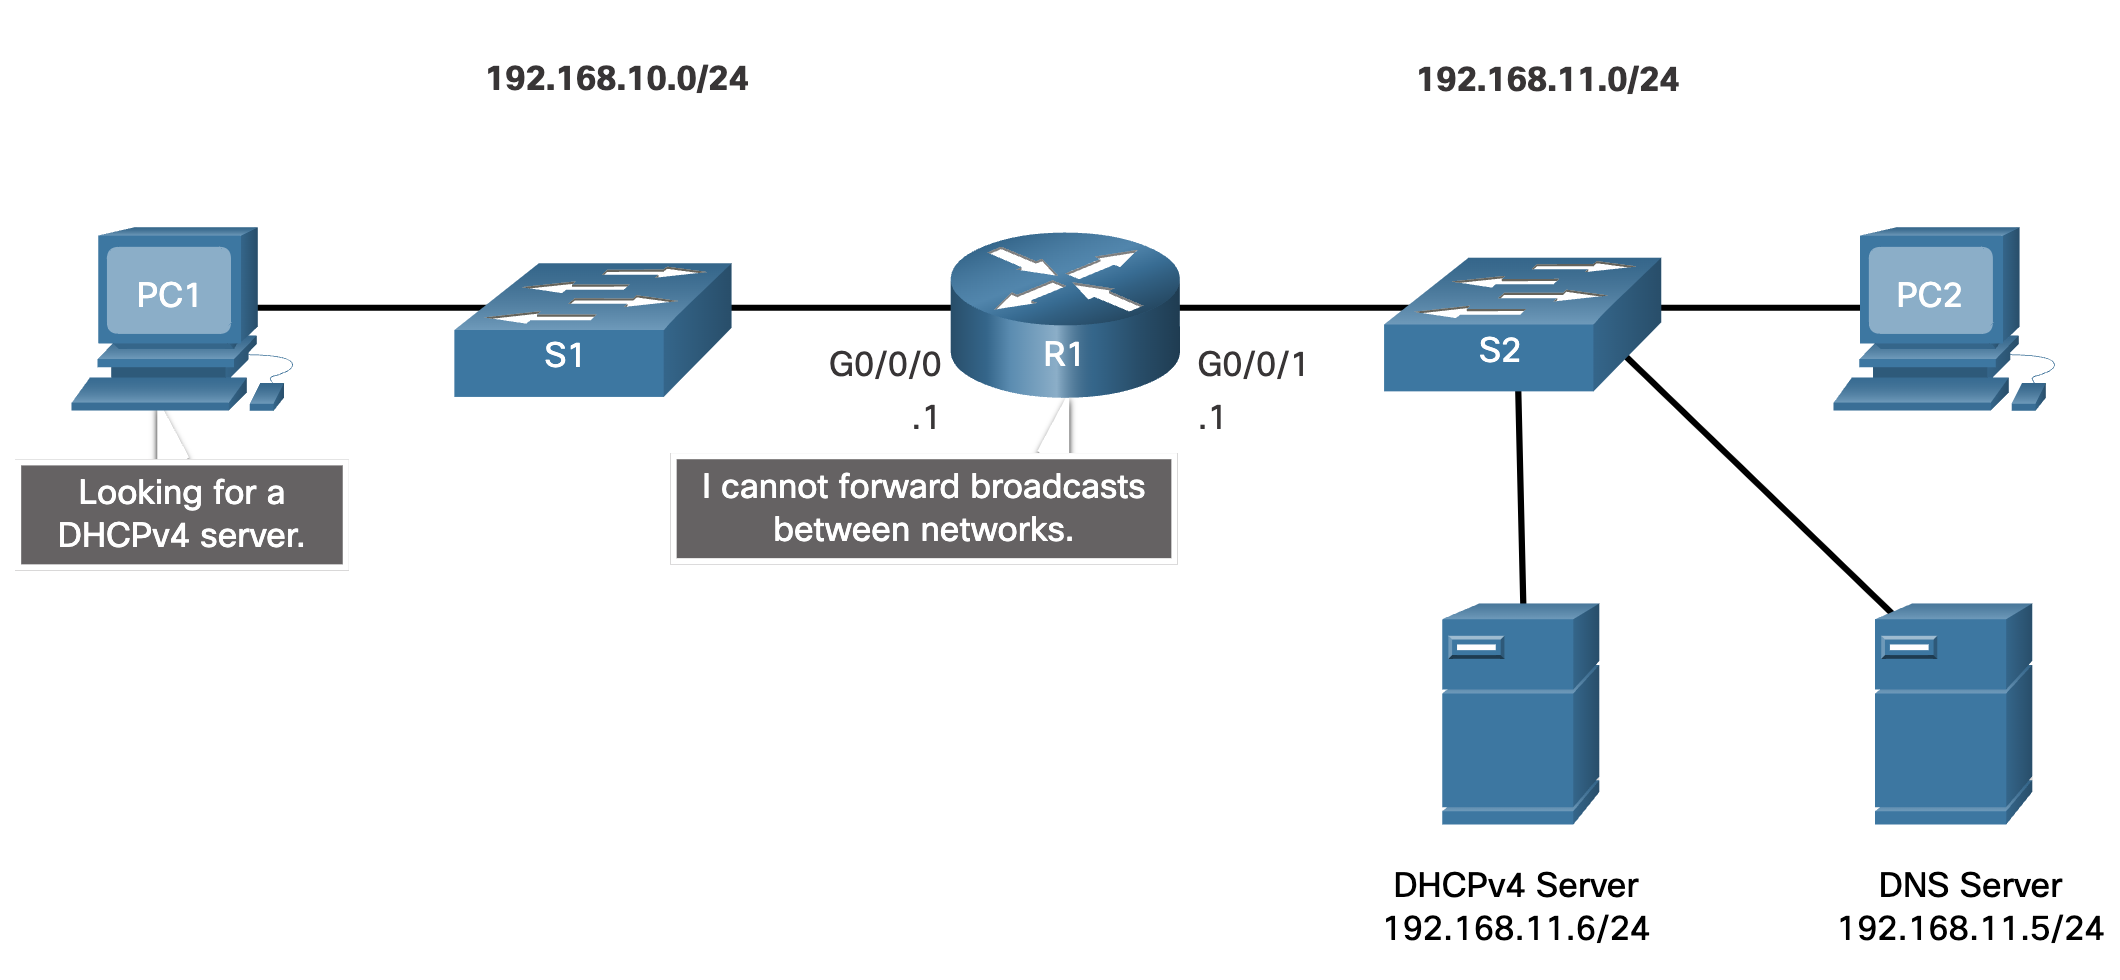 192.168.10.0/24
192.168.11.0/24
PC1
S1
R1
S2
PC2
G0/0/0
.1
G0/0/1
.1
Looking for a
DHCPv4 server.
I cannot forward broadcasts
between networks.
DHCPv4 Server
192.168.11.6/24
DNS Server
192.168.11.5/24